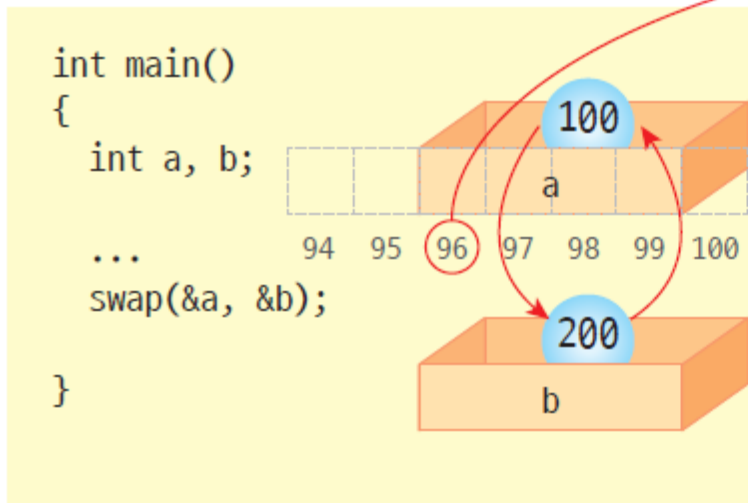 int main()
{
100
int a, b;
a
94 95 96 97 98 99 100
...
swap(&a, &b);
200
}
b